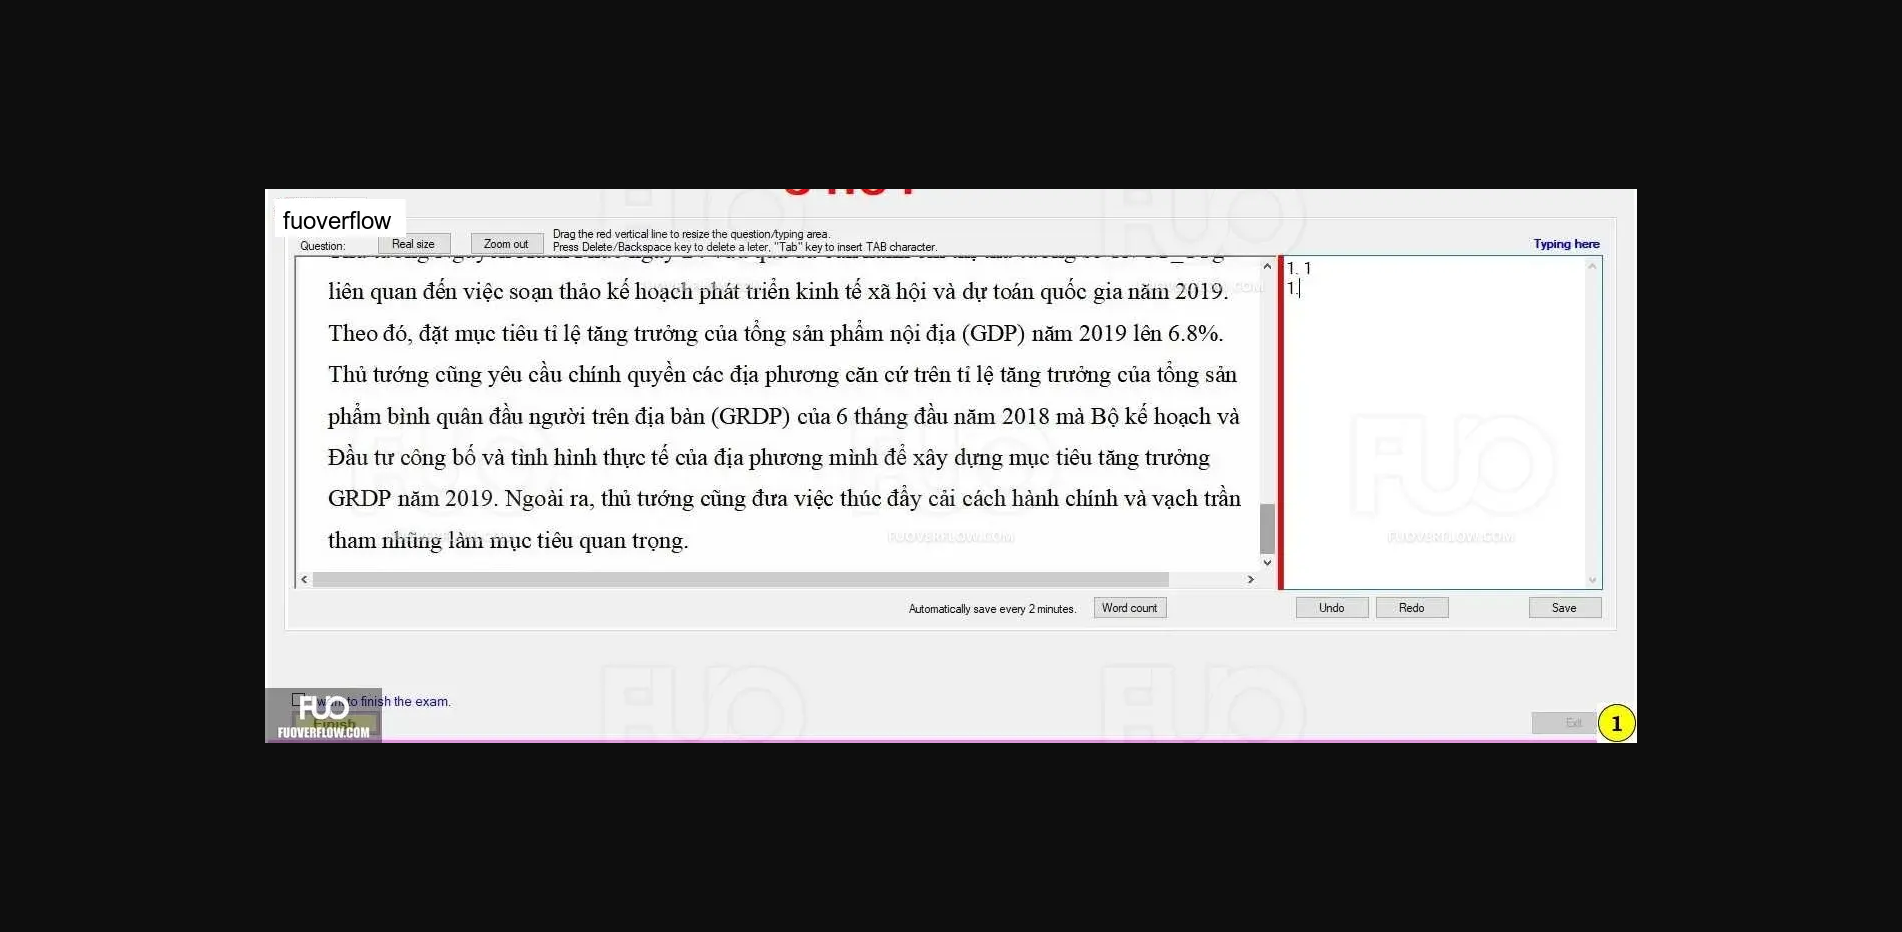 fuoverflow
Question:
Real size
Zoom out
Drag the red vertical line to resize the question/typing area.
Press Delete/Backspace key to delete a leter, "Tab" key to insert TAB character.
Typing here
liên quan đến việc soạn thảo kế hoạch phát triển kinh tế xã hội và dự toán quốc gia năm 2019.
Theo đó, đặt mục tiêu tỉ lệ tăng trưởng của tổng sản phẩm nội địa (GDP) năm 2019 lên 6.8%.
Thủ tướng cũng yêu cầu chính quyền các địa phương căn cứ trên tỉ lệ tăng trưởng của tổng sản
phẩm bình quân đầu người trên địa bàn (GRDP) của 6 tháng đầu năm 2018 mà Bộ kế hoạch và
Đầu tư công bố và tình hình thực tế của địa phương mình để xây dựng mục tiêu tăng trưởng
GRDP năm 2019. Ngoài ra, thủ tướng cũng đưa việc thúc đẩy cải cách hành chính và vạch trần
tham nhũng làm mục tiêu quan trọng.
1. 1
1.
FUO
FUOVERFLOW.COM
FUOVERFLOW.COM
Automatically save every 2 minutes.
Word count
Undo
Redo
Save
want to finish the exam.
Finish
FUO
FUOVERFLOW.COM
Exit
1